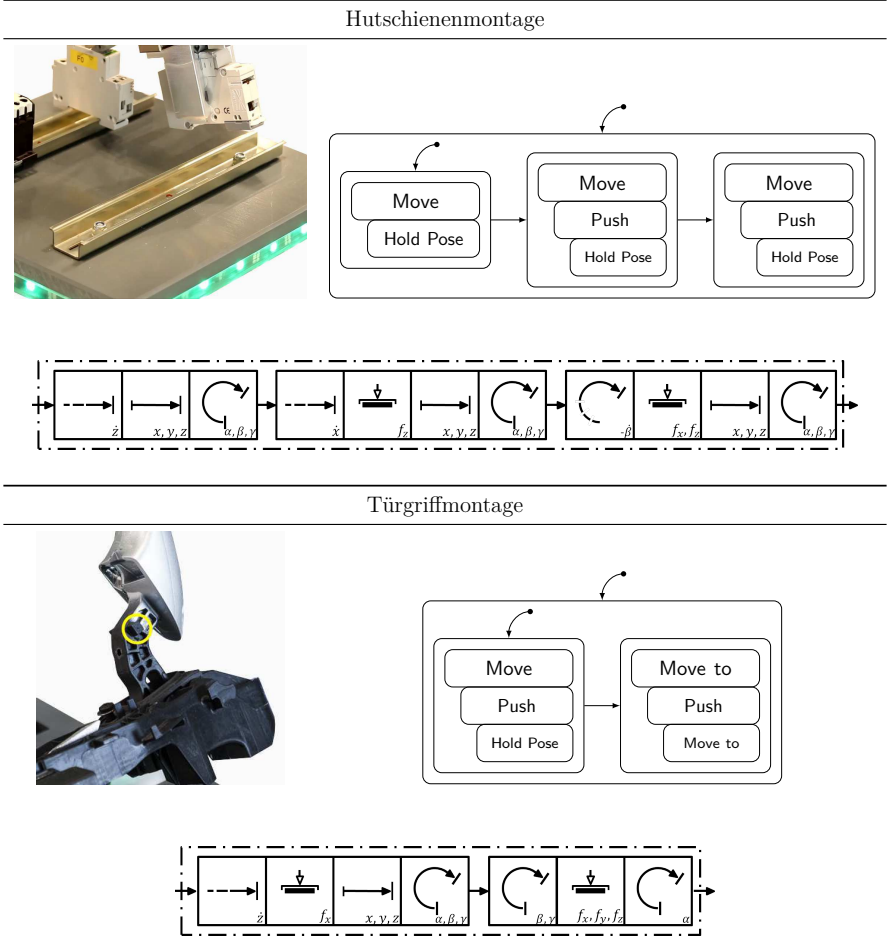 Hutschienenmontage
Move
Hold Pose
Move
Push
Hold Pose
Move
Push
Hold Pose
ż
x, y, z
α, β, γ
ẋ
f_z
x, y, z
α, β, γ
-β̇
f_x, f_z
x, y, z
α, β, γ
Türgriffmontage
Move
Push
Hold Pose
Move to
Push
Move to
ż
f_x
x, y, z
α, β, γ
β, γ
f_x, f_y, f_z
α